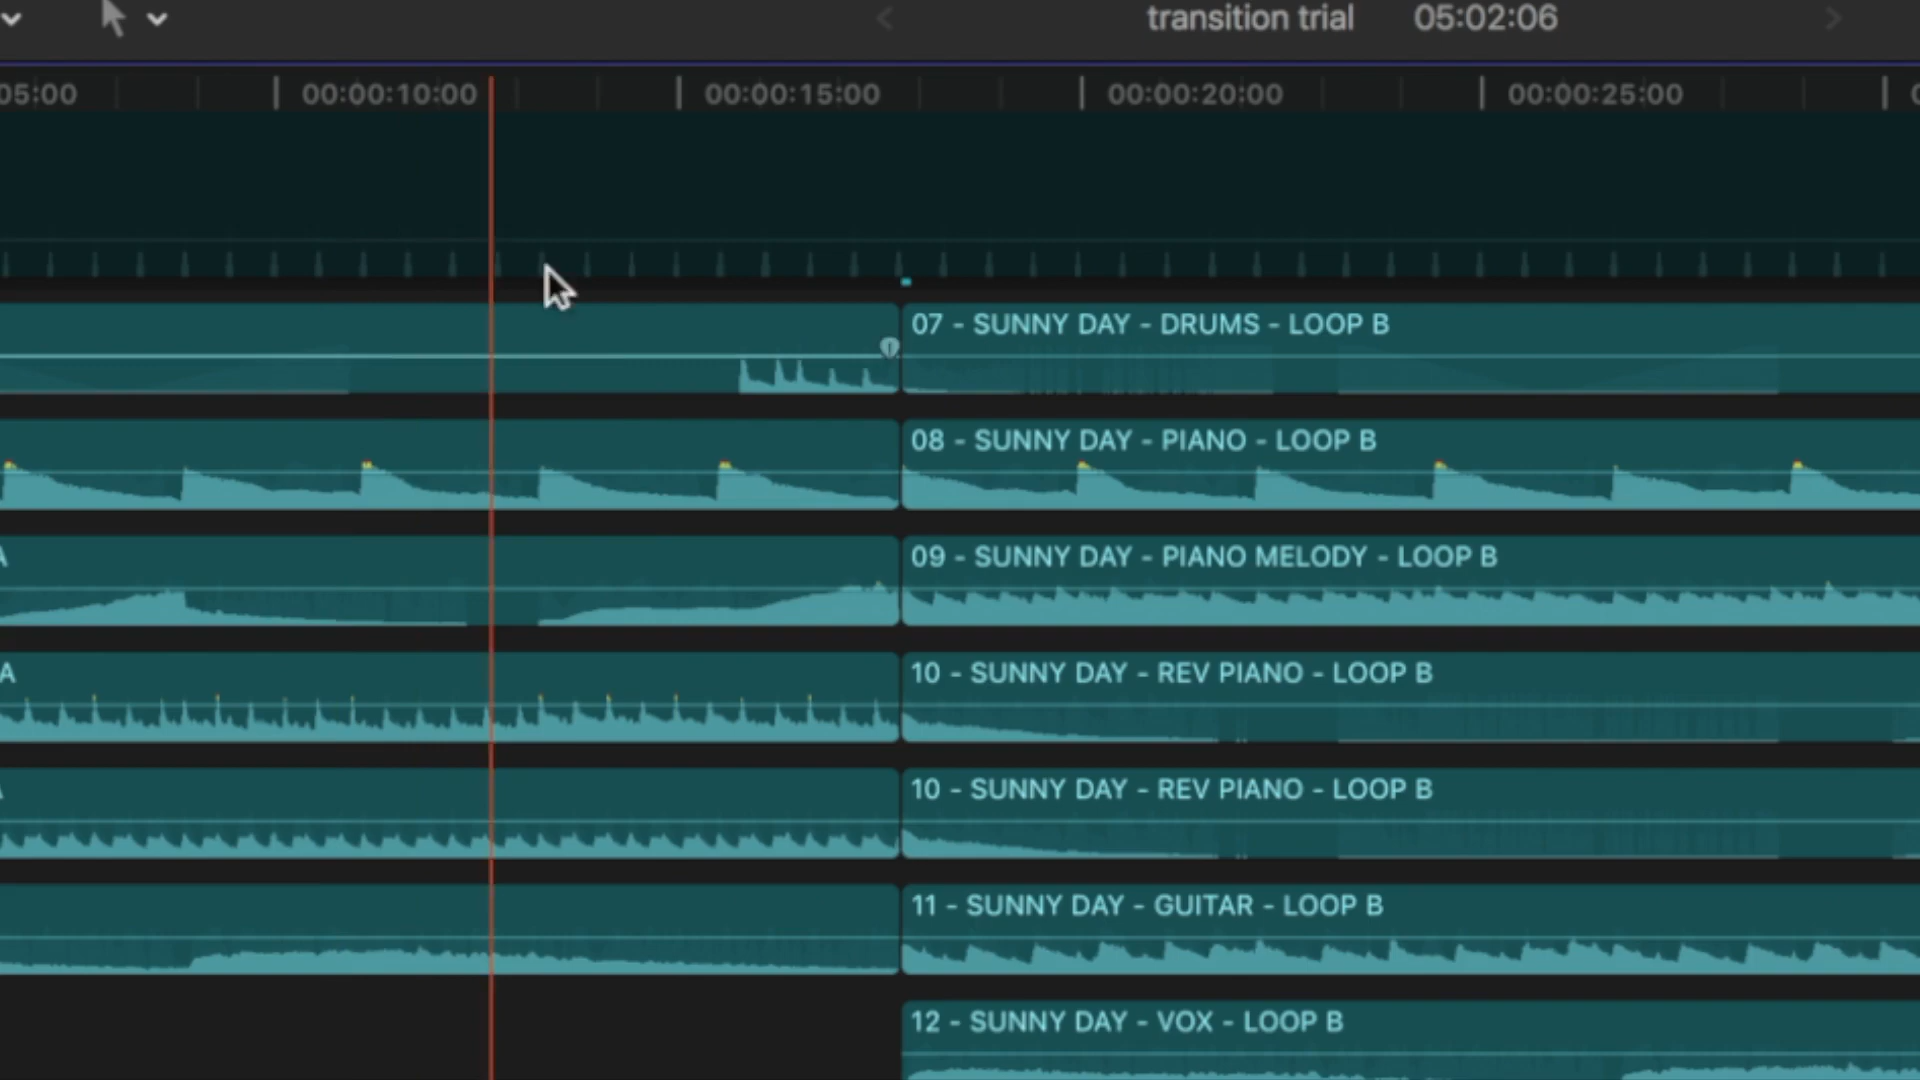 transition trial 05:02:06
05:00 00:00:10:00 00:00:15:00 00:00:20:00 00:00:25:00
07 - SUNNY DAY - DRUMS - LOOP B
08 - SUNNY DAY - PIANO - LOOP B
A 09 - SUNNY DAY - PIANO MELODY - LOOP B
A 10 - SUNNY DAY - REV PIANO - LOOP B
10 - SUNNY DAY - REV PIANO - LOOP B
11 - SUNNY DAY - GUITAR - LOOP B
12 - SUNNY DAY - VOX - LOOP B